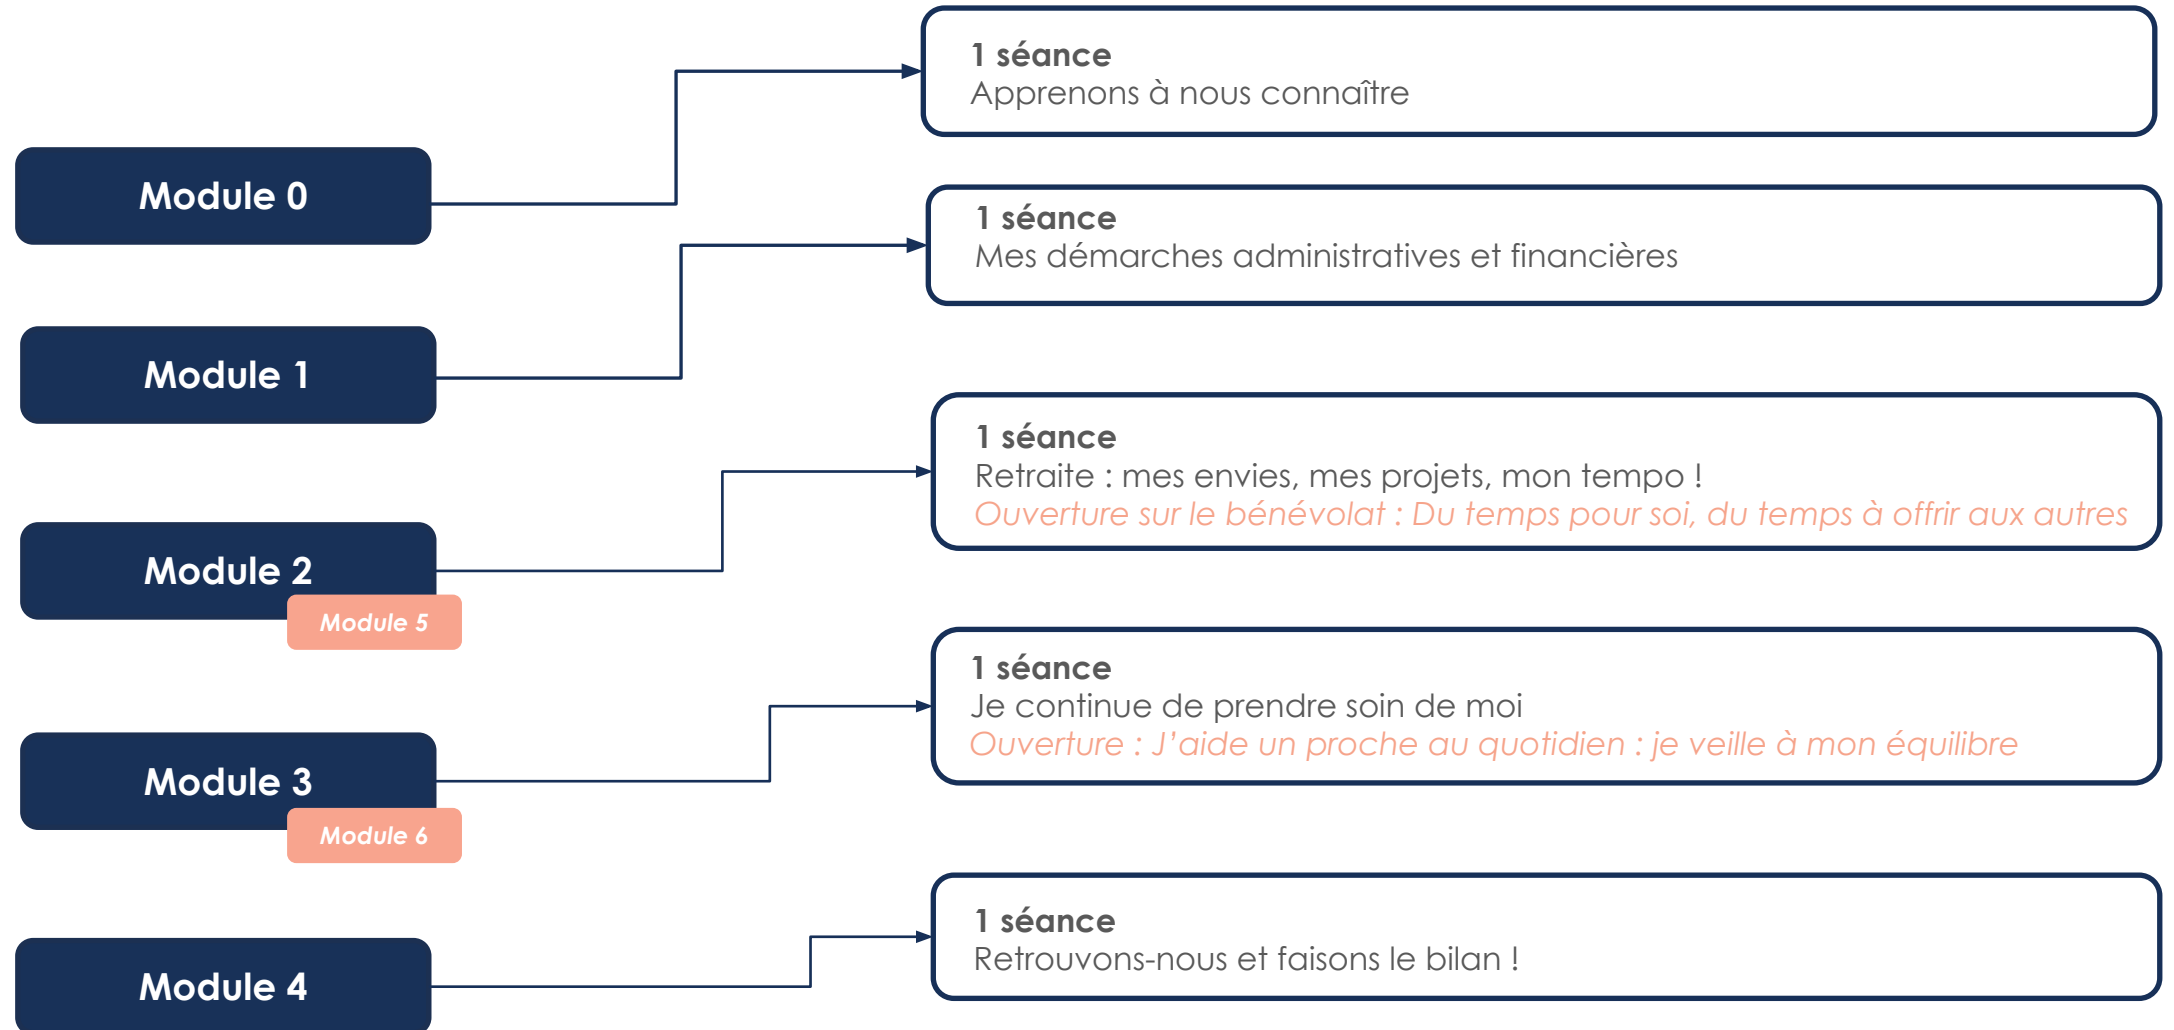 Module 0
1 séance
Apprenons à nous connaître
Module 1
1 séance
Mes démarches administratives et financières
Module 2
Module 5
1 séance
Retraite : mes envies, mes projets, mon tempo !
Ouverture sur le bénévolat : Du temps pour soi, du temps à offrir aux autres
Module 3
Module 6
1 séance
Je continue de prendre soin de moi
Ouverture : J’aide un proche au quotidien : je veille à mon équilibre
Module 4
1 séance
Retrouvons-nous et faisons le bilan !